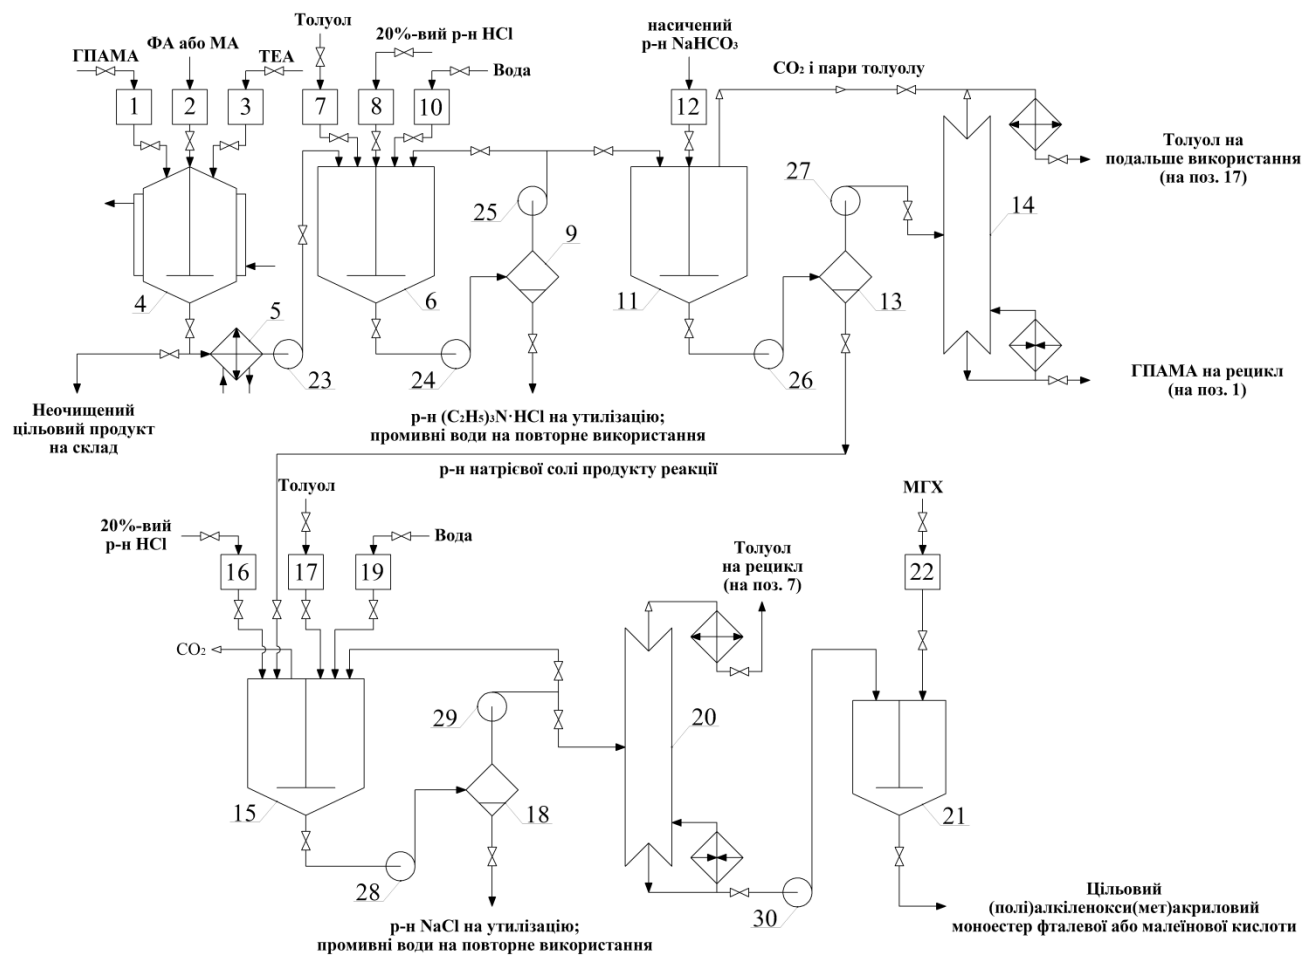 Толуол
20%-вий р-н HCl
насичений
р-н NaHCO₃
ФА або МА
ГПАМА
ТЕА
Вода
CO₂ і пари толуолу
1
2
3
7
8
10
12
Толуол на
подальше використання
(на поз. 17)
27
14
25
9
4
5
6
11
13
23
24
26
ГПАМА на рецикл
(на поз. 1)
Неочищений
цільовий продукт
на склад
р-н (C₂H₅)₃N·HCl на утилізацію;
промивні води на повторне використання
р-н натрієвої солі продукту реакції
Толуол
МГХ
20%-вий
р-н HCl
Вода
Толуол
на рецикл
(на поз. 7)
16
17
19
22
CO₂
29
20
15
18
21
28
30
Цільовий
(полі)алкіленокси(мет)акриловий
моноестер фталевої або малеїнової кислоти
р-н NaCl на утилізацію;
промивні води на повторне використання